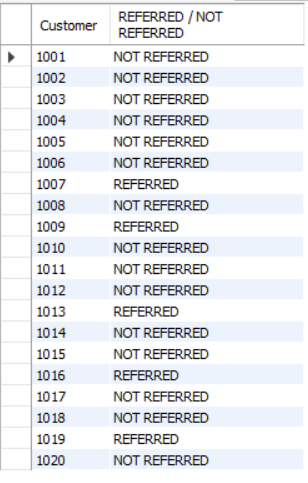 Customer REFERRED / NOT REFERRED
1001 NOT REFERRED
1002 NOT REFERRED
1003 NOT REFERRED
1004 NOT REFERRED
1005 NOT REFERRED
1006 NOT REFERRED
1007 REFERRED
1008 NOT REFERRED
1009 REFERRED
1010 NOT REFERRED
1011 NOT REFERRED
1012 NOT REFERRED
1013 REFERRED
1014 NOT REFERRED
1015 NOT REFERRED
1016 REFERRED
1017 NOT REFERRED
1018 NOT REFERRED
1019 REFERRED
1020 NOT REFERRED